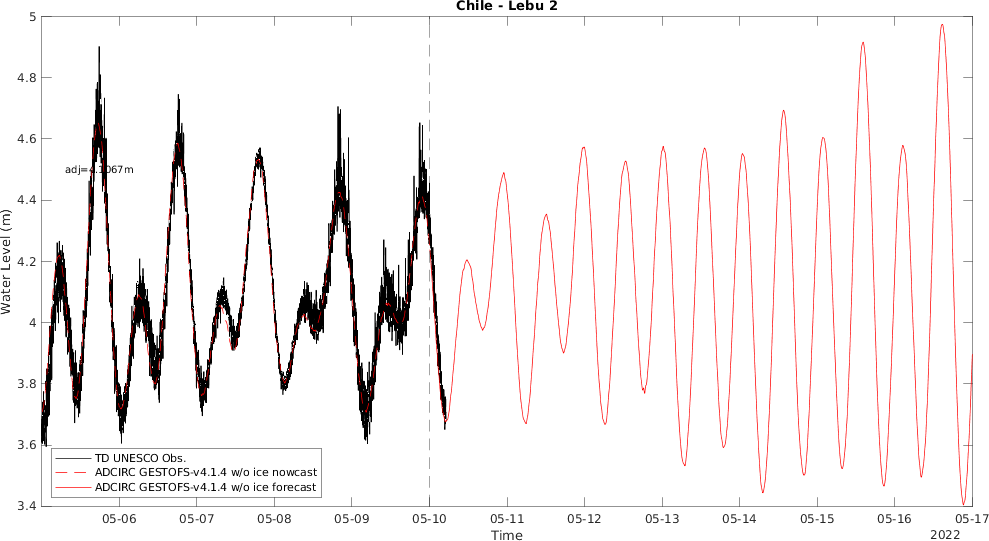 Chile - Lebu 2
5
4.8
4.6
4.4
4.2
4
3.8
3.6
3.4
Water Level (m)
adj=4.1067m
TD UNESCO Obs.
ADCIRC GESTOFS-v4.1.4 w/o ice nowcast
ADCIRC GESTOFS-v4.1.4 w/o ice forecast
05-06 05-07 05-08 05-09 05-10 05-11 05-12 05-13 05-14 05-15 05-16 05-17
Time
2022